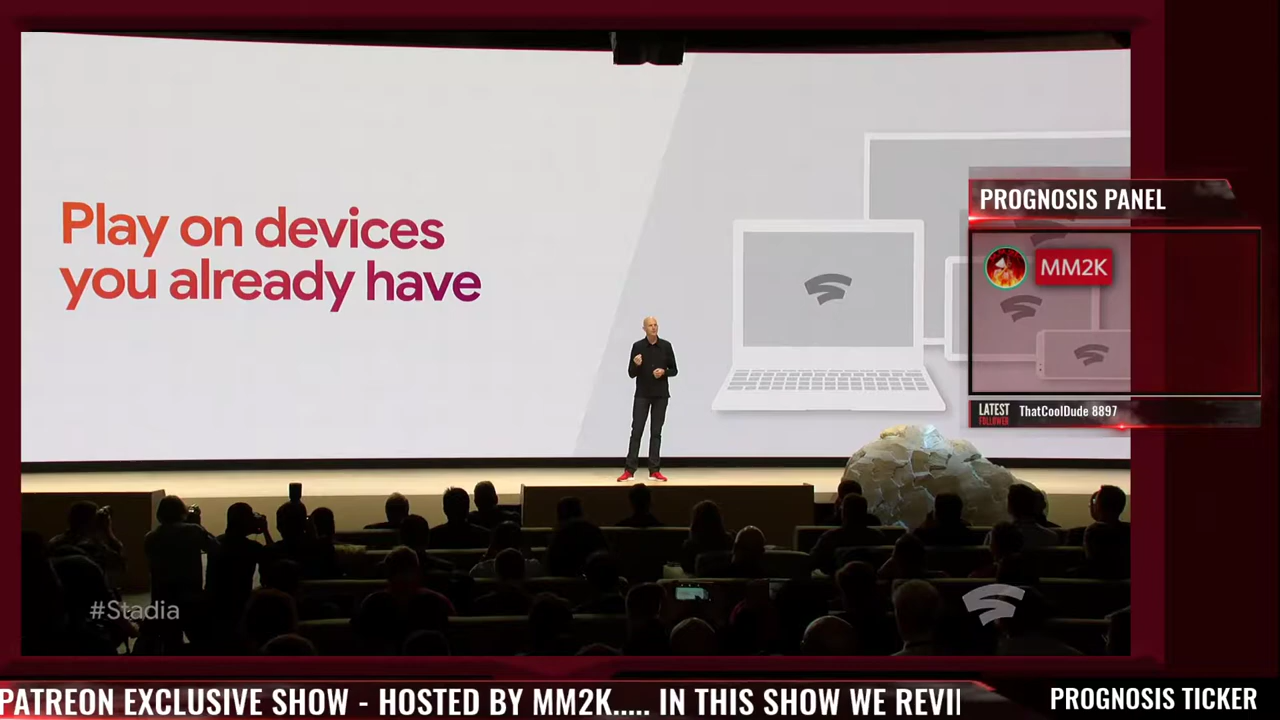 Play on devices
you already have
PROGNOSIS PANEL
MM2K
LATEST
FOLLOWER
ThatCoolDude 8897
#Stadia
PATREON EXCLUSIVE SHOW - HOSTED BY MM2K..... IN THIS SHOW WE REVI
PROGNOSIS TICKER